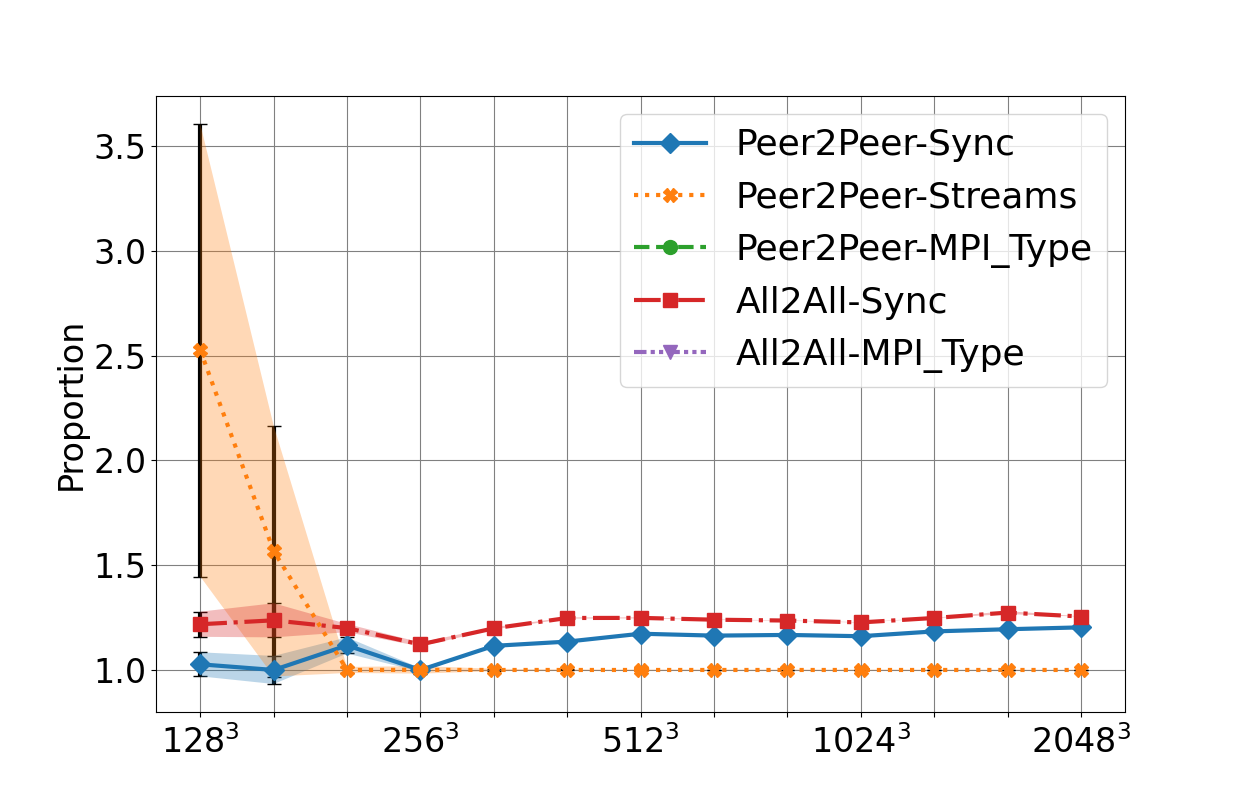 3.5
3.0
2.5
2.0
1.5
1.0
Proportion
Peer2Peer-Sync
Peer2Peer-Streams
Peer2Peer-MPI_Type
All2All-Sync
All2All-MPI_Type
128³ 256³ 512³ 1024³ 2048³